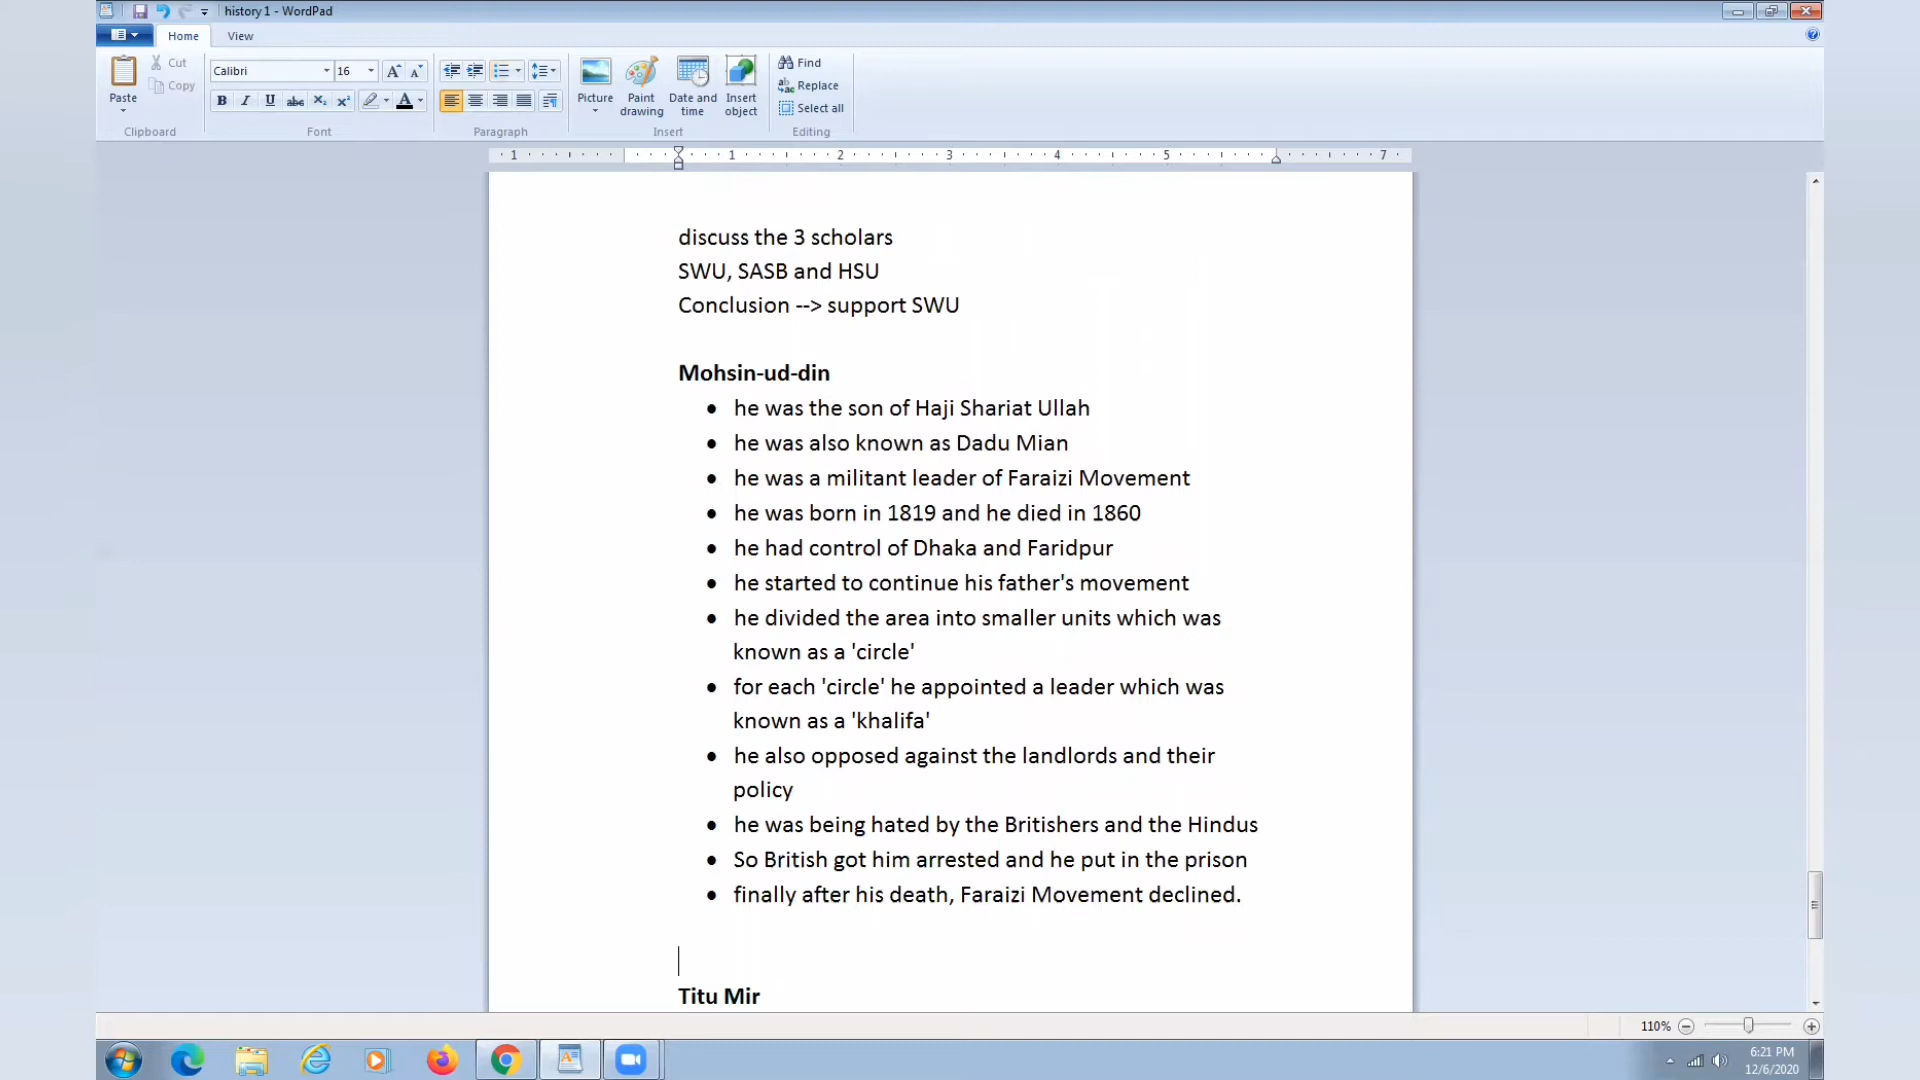 history 1 - WordPad
Home View
Calibri 16
Cut
Copy
Paste
Picture
Paint drawing
Date and time
Insert object
Find
Replace
Select all
Clipboard Font Paragraph Insert Editing
1 1 2 3 4 5 7
discuss the 3 scholars
SWU, SASB and HSU
Conclusion --> support SWU
Mohsin-ud-din
• he was the son of Haji Shariat Ullah
• he was also known as Dadu Mian
• he was a militant leader of Faraizi Movement
• he was born in 1819 and he died in 1860
• he had control of Dhaka and Faridpur
• he started to continue his father's movement
• he divided the area into smaller units which was
known as a 'circle'
• for each 'circle' he appointed a leader which was
known as a 'khalifa'
• he also opposed against the landlords and their
policy
• he was being hated by the Britishers and the Hindus
• So British got him arrested and he put in the prison
• finally after his death, Faraizi Movement declined.
Titu Mir
110%
6:21 PM
12/6/2020